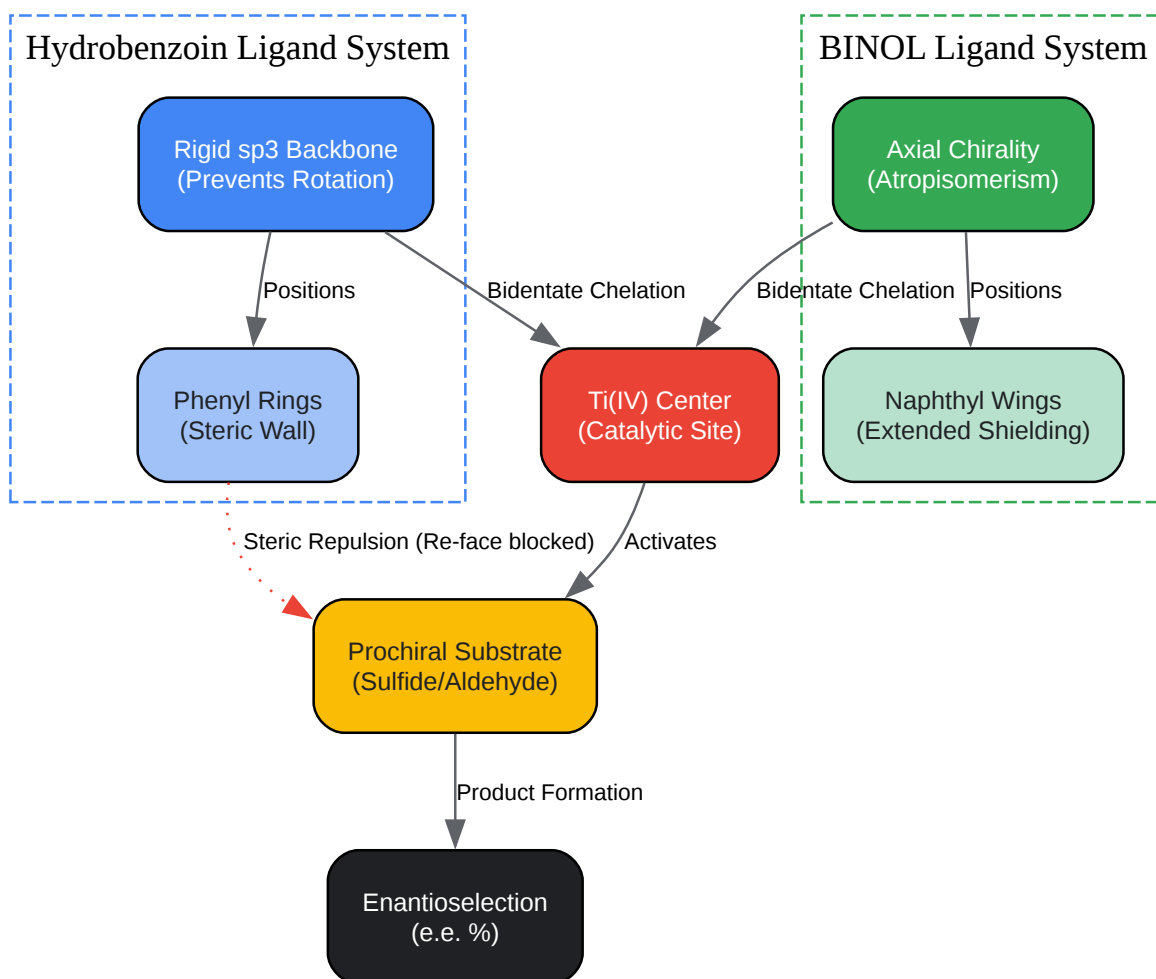 Hydrobenzoin Ligand System
BINOL Ligand System
Rigid sp3 Backbone
(Prevents Rotation)
Axial Chirality
(Atropisomerism)
Positions
Bidentate Chelation
Bidentate Chelation
Positions
Phenyl Rings
(Steric Wall)
Ti(IV) Center
(Catalytic Site)
Naphthyl Wings
(Extended Shielding)
Steric Repulsion (Re-face blocked)
Activates
Prochiral Substrate
(Sulfide/Aldehyde)
Product Formation
Enantioselection
(e.e. %)